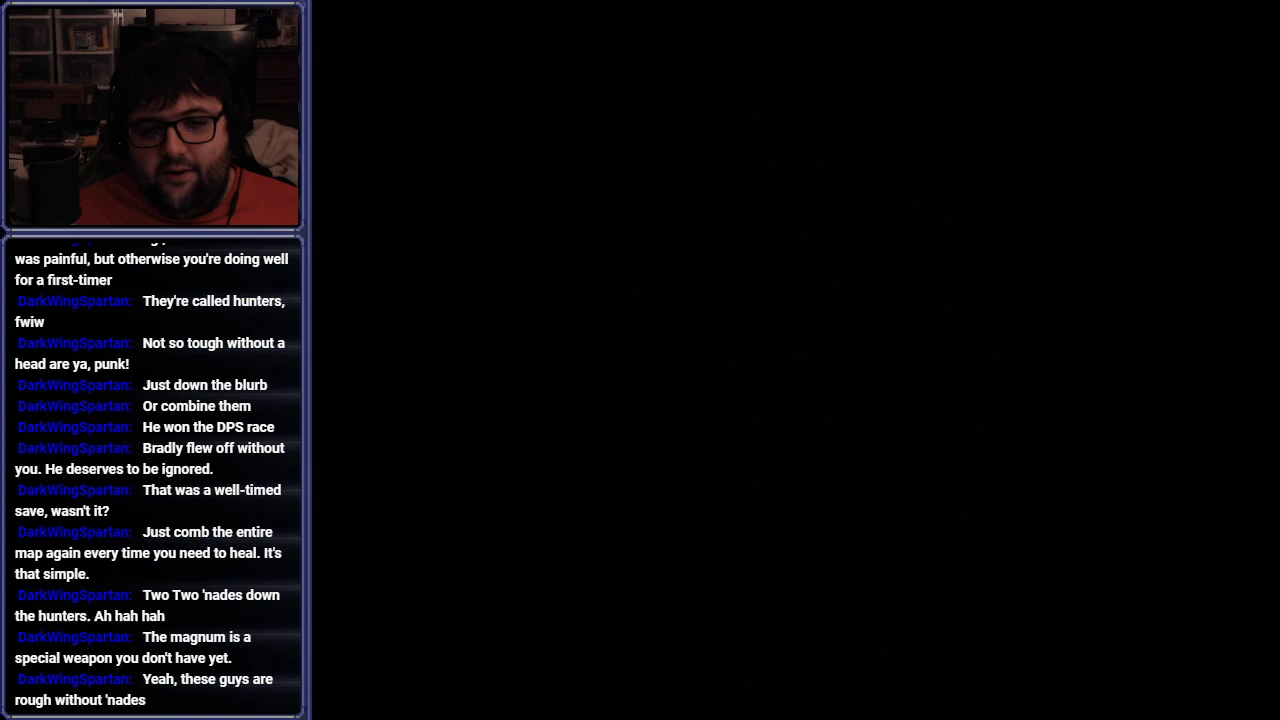 was painful, but otherwise you're doing well
for a first-timer
DarkWingSpartan: They're called hunters,
fwiw
DarkWingSpartan: Not so tough without a
head are ya, punk!
DarkWingSpartan: Just down the blurb
DarkWingSpartan: Or combine them
DarkWingSpartan: He won the DPS race
DarkWingSpartan: Bradly flew off without
you. He deserves to be ignored.
DarkWingSpartan: That was a well-timed
save, wasn't it?
DarkWingSpartan: Just comb the entire
map again every time you need to heal. It's
that simple.
DarkWingSpartan: Two Two 'nades down
the hunters. Ah hah hah
DarkWingSpartan: The magnum is a
special weapon you don't have yet.
DarkWingSpartan: Yeah, these guys are
rough without 'nades